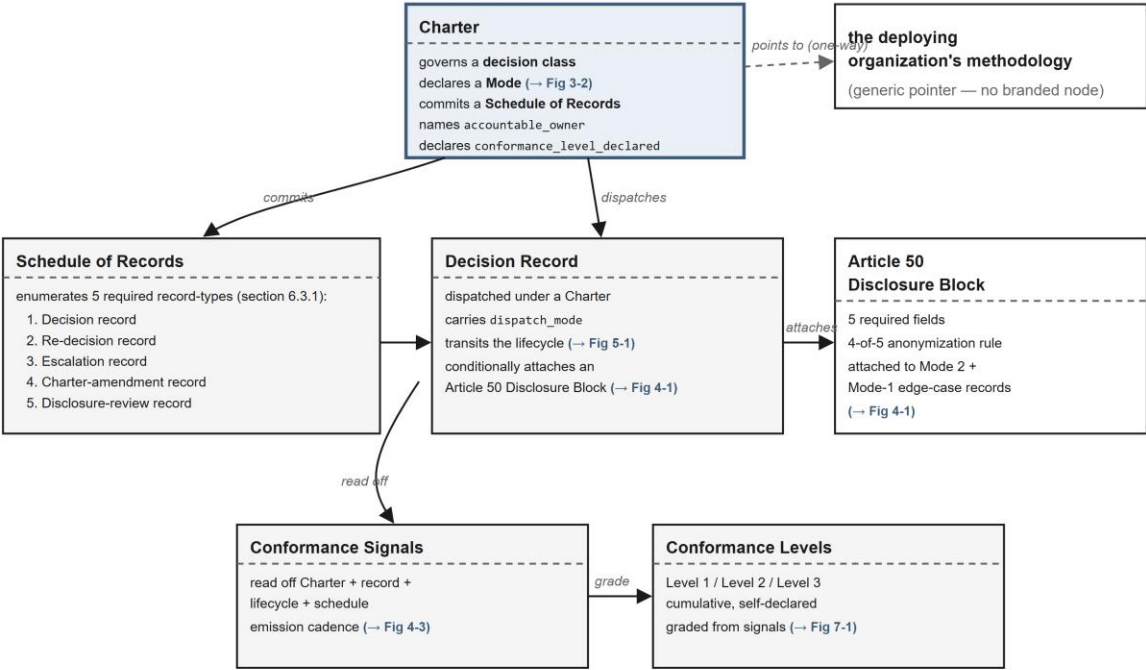 Charter
governs a decision class
declares a Mode (→ Fig 3-2)
commits a Schedule of Records
names accountable_owner
declares conformance_level_declared
points to (one-way)
the deploying
organization's methodology
(generic pointer — no branded node)
commits
dispatches
Schedule of Records
enumerates 5 required record-types (section 6.3.1):
1. Decision record
2. Re-decision record
3. Escalation record
4. Charter-amendment record
5. Disclosure-review record
Decision Record
dispatched under a Charter
carries dispatch_mode
transits the lifecycle (→ Fig 5-1)
conditionally attaches an
Article 50 Disclosure Block (→ Fig 4-1)
attaches
Article 50
Disclosure Block
5 required fields
4-of-5 anonymization rule
attached to Mode 2 +
Mode-1 edge-case records
(→ Fig 4-1)
read off
Conformance Signals
read off Charter + record +
lifecycle + schedule
emission cadence (→ Fig 4-3)
grade
Conformance Levels
Level 1 / Level 2 / Level 3
cumulative, self-declared
graded from signals (→ Fig 7-1)